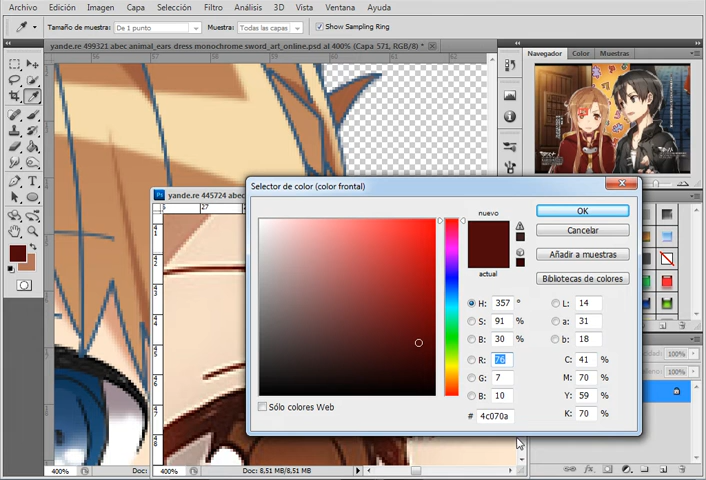 Archivo Edición Imagen Capa Selección Filtro Análisis 3D Vista Ventana Ayuda
Tamaño de muestra: De 1 punto Muestra: Todas las capas Show Sampling Ring
yande.re 499321 abec animal_ears dress monochrome sword_art_online.psd al 400% (Capa 571, RGB/8) *
Navegador Color Muestras
yande.re 445724 abec
Selector de color (color frontal)
nuevo
actual
OK
Cancelar
Añadir a muestras
Bibliotecas de colores
H: 357 °
S: 91 %
B: 30 %
R: 76
G: 7
B: 10
# 4c070a
L: 14
a: 31
b: 18
C: 41 %
M: 70 %
Y: 59 %
K: 70 %
Sólo colores Web
400% Doc:
400% Doc: 8,51 MB/8,51 MB
acidad: 100%
100%